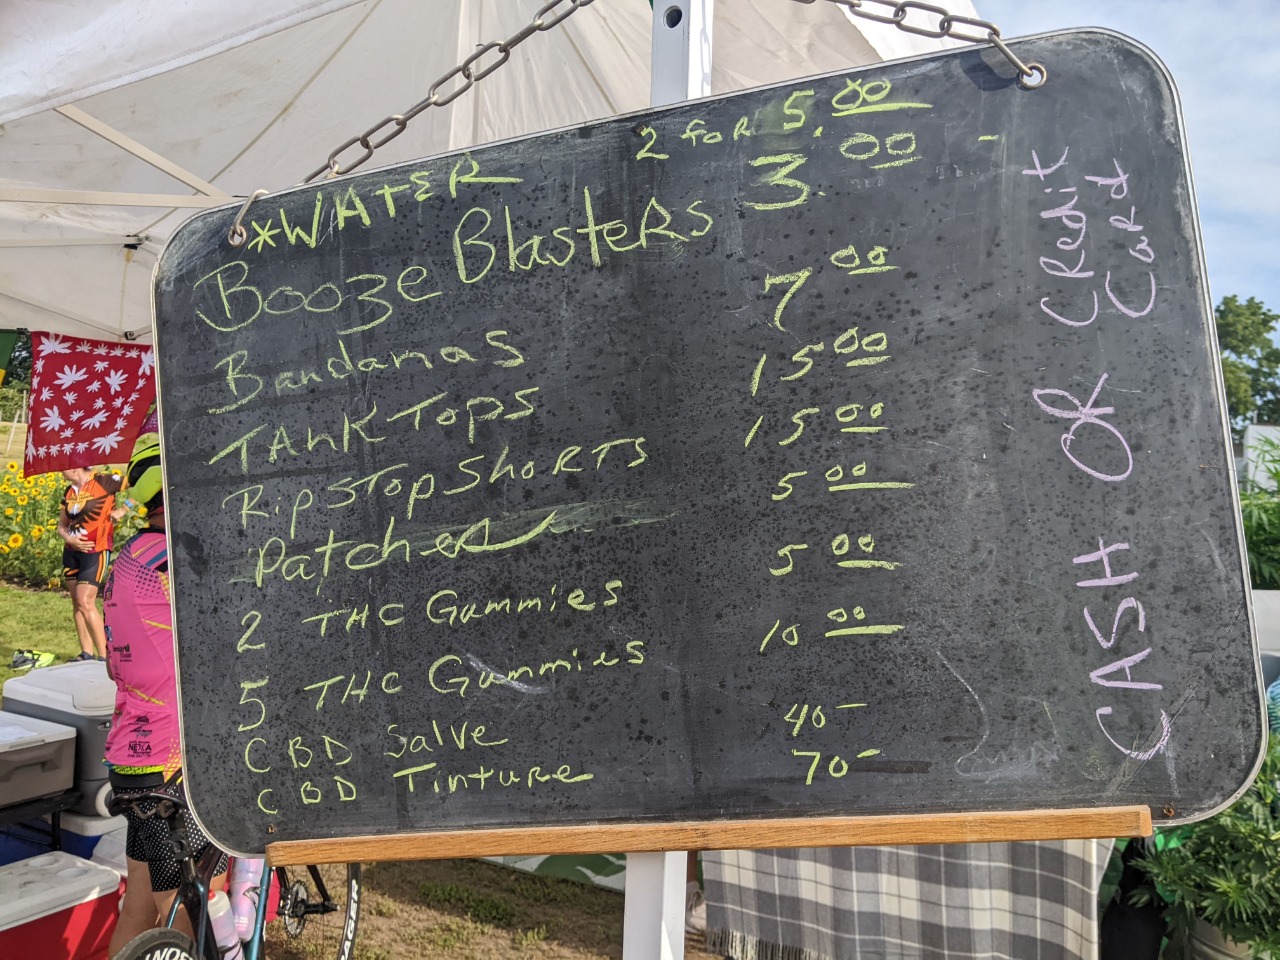 *WATER 2 for 5.00
Booze Blasters 3.00 -
Bandanas 7 00
TANK TOPS 15 00
RipSTOp ShORTS 15 00
Patches 5 00
2 THC Gummies 5 00
5 THC Gummies 10 00
CBD Salve 40 -
CBD Tinture 70 -
CASH OR Credit Card